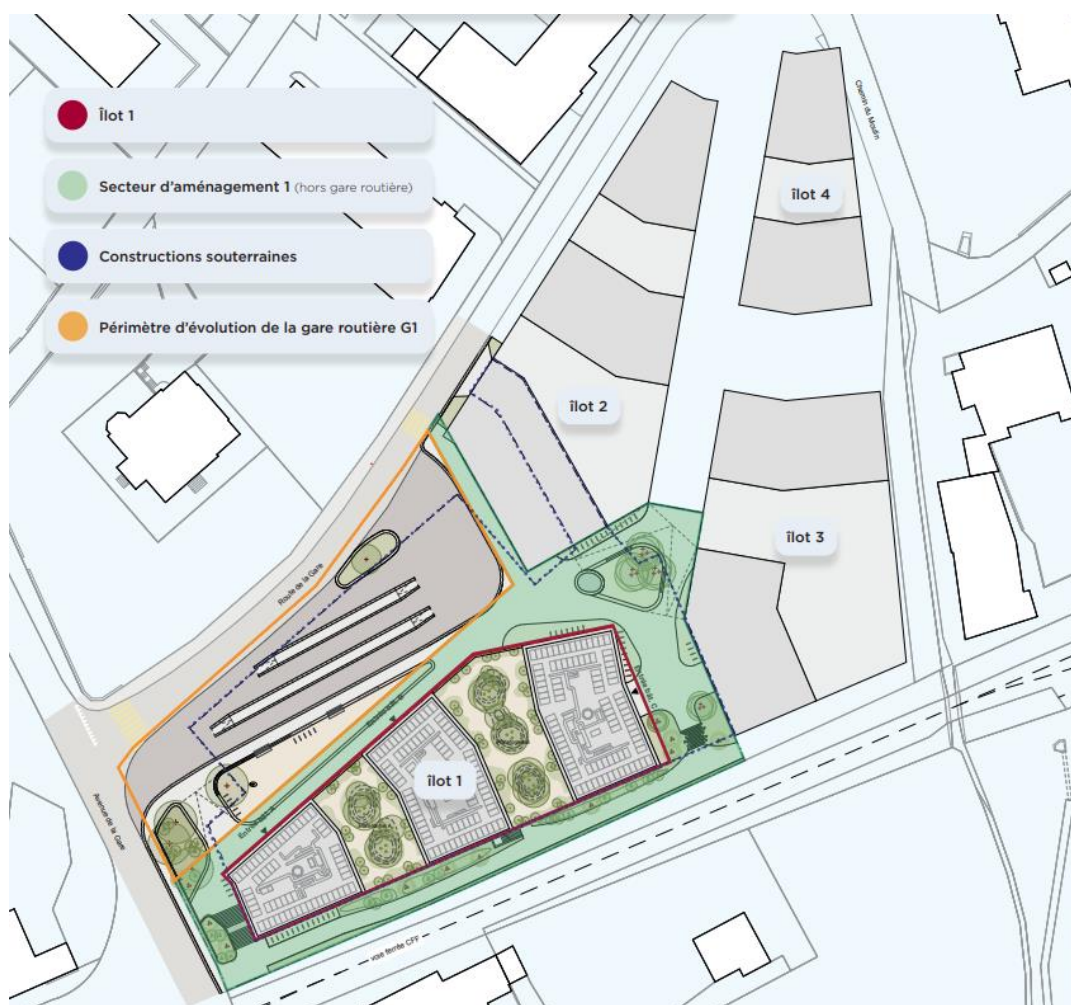 Îlot 1
Secteur d'aménagement 1 (hors gare routière)
Constructions souterraines
Périmètre d'évolution de la gare routière G1
Chemin du Moulin
îlot 4
îlot 2
îlot 3
Route de la Gare
îlot 1
Avenue de la Gare
voie ferrée CFF